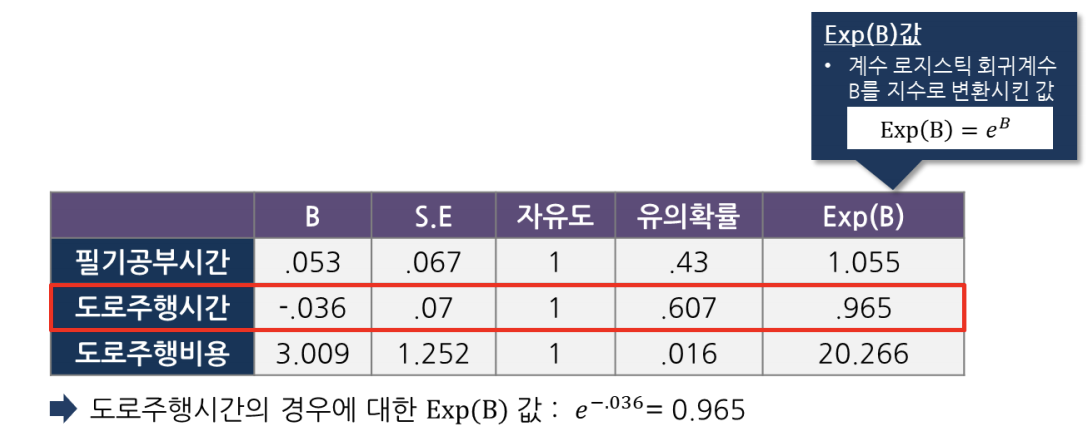 Exp(B)값
• 계수 로지스틱 회귀계수
B를 지수로 변환시킨 값
Exp(B) = e^B
B S.E 자유도 유의확률 Exp(B)
필기공부시간 .053 .067 1 .43 1.055
도로주행시간 -.036 .07 1 .607 .965
도로주행비용 3.009 1.252 1 .016 20.266
➡ 도로주행시간의 경우에 대한 Exp(B) 값 : e^−.036= 0.965